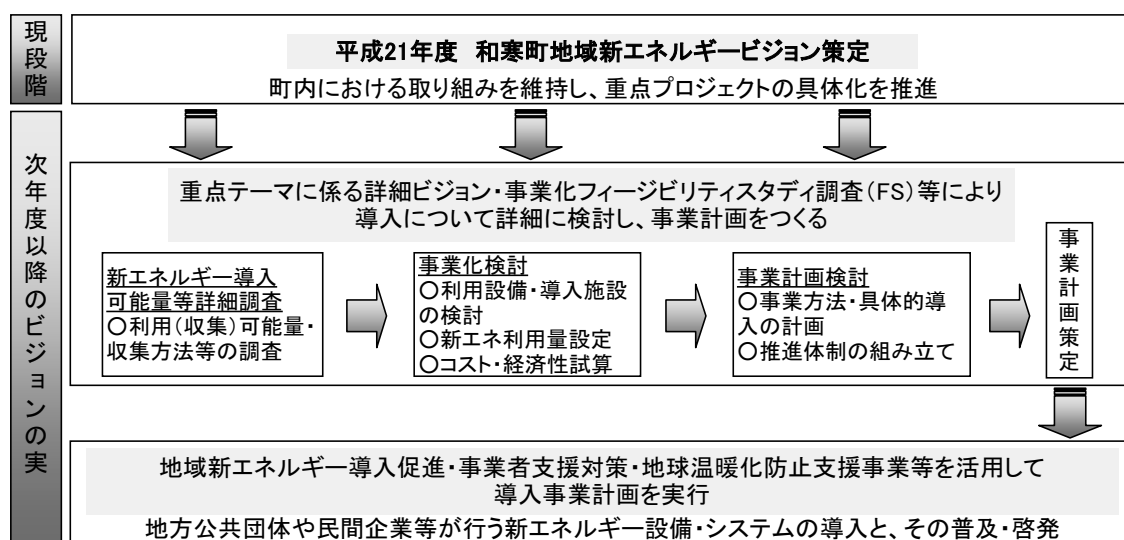 現段階
平成21年度 和寒町地域新エネルギービジョン策定
町内における取り組みを維持し、重点プロジェクトの具体化を推進
次年度以降のビジョンの実
重点テーマに係る詳細ビジョン・事業化フィージビリティスタディ調査(FS)等により
導入について詳細に検討し、事業計画をつくる
新エネルギー導入
可能量等詳細調査
○利用(収集)可能量・
収集方法等の調査
事業化検討
○利用設備・導入施設
の検討
○新エネ利用量設定
○コスト・経済性試算
事業計画検討
○事業方法・具体的導
入の計画
○推進体制の組み立て
事業計画策定
地域新エネルギー導入促進・事業者支援対策・地球温暖化防止支援事業等を活用して
導入事業計画を実行
地方公共団体や民間企業等が行う新エネルギー設備・システムの導入と、その普及・啓発